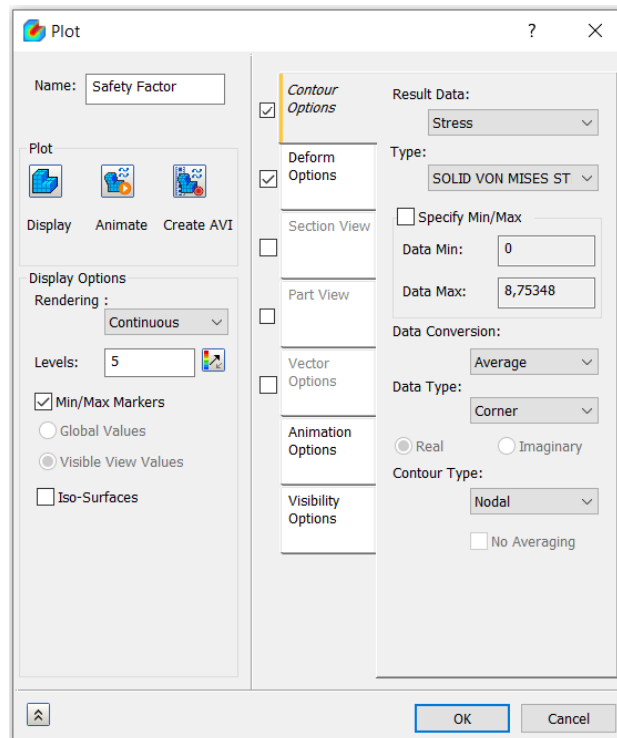 Plot
?
Name:
Safety Factor
Plot
Display
Animate
Create AVI
Display Options
Rendering :
Continuous
Levels:
5
Min/Max Markers
Global Values
Visible View Values
Iso-Surfaces
Contour
Options
Deform
Options
Section View
Part View
Vector
Options
Animation
Options
Visibility
Options
Result Data:
Stress
Type:
SOLID VON MISES ST
Specify Min/Max
Data Min:
0
Data Max:
8,75348
Data Conversion:
Average
Data Type:
Corner
Real
Imaginary
Contour Type:
Nodal
No Averaging
OK
Cancel